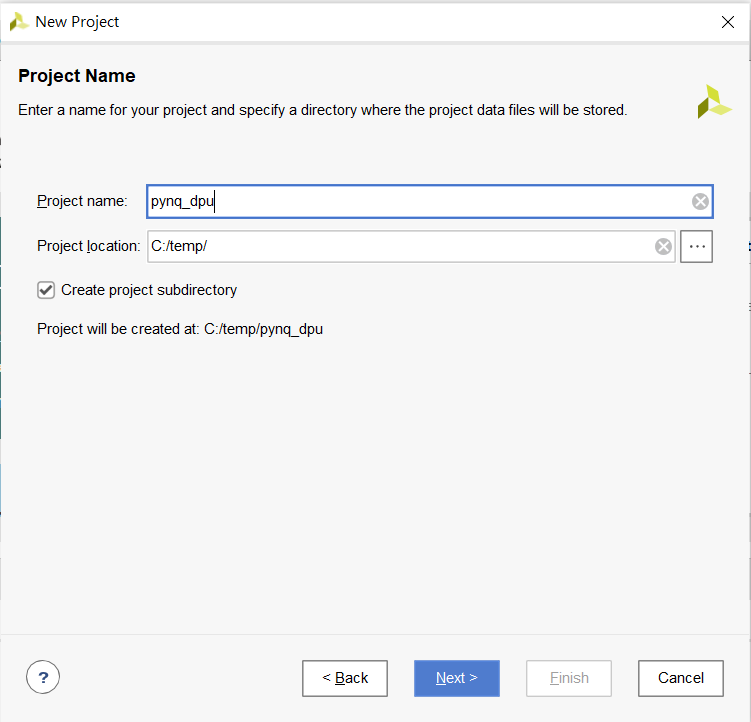 New Project
Project Name
Enter a name for your project and specify a directory where the project data files will be stored.
Project name: pynq_dpu
Project location: C:/temp/ ...
Create project subdirectory
Project will be created at: C:/temp/pynq_dpu
? < Back Next > Finish Cancel